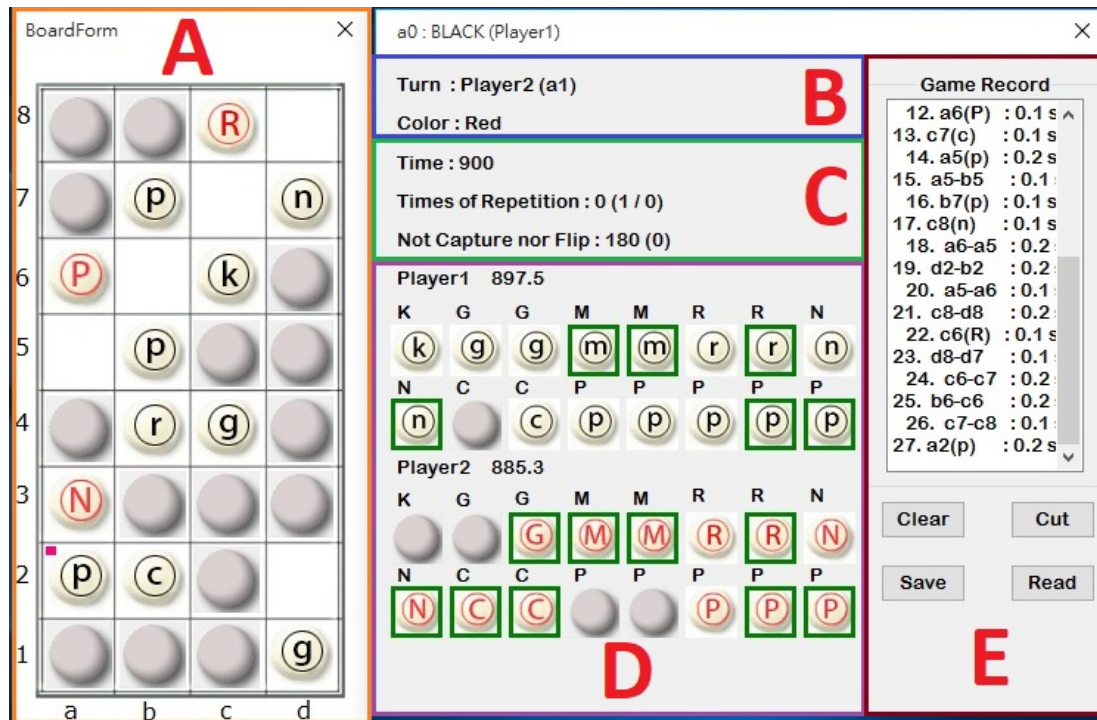 BoardForm
A
8 R
7 p n
6 P k
5 p
4 r g
3 N
2 p c
1 g
a b c d
a0 : BLACK (Player1)
Turn : Player2 (a1)
Color : Red
B
Time : 900
Times of Repetition : 0 (1 / 0)
Not Capture nor Flip : 180 (0)
C
Player1 897.5
K G G M M R R N
k g g m m r r n
N C C P P P P P
n c p p p p p
Player2 885.3
K G G M M R R N
G M M R R N
N C C P P P P P
N C C P P P
D
Game Record
12. a6(P) : 0.1 s
13. c7(c) : 0.1 s
14. a5(p) : 0.2 s
15. a5-b5 : 0.1
16. b7(p) : 0.1 s
17. c8(n) : 0.1 s
18. a6-a5 : 0.2
19. d2-b2 : 0.2
20. a5-a6 : 0.1
21. c8-d8 : 0.2
22. c6(R) : 0.1 s
23. d8-d7 : 0.1
24. c6-c7 : 0.2
25. b6-c6 : 0.2
26. c7-c8 : 0.1
27. a2(p) : 0.2 s
Clear Cut
Save Read
E